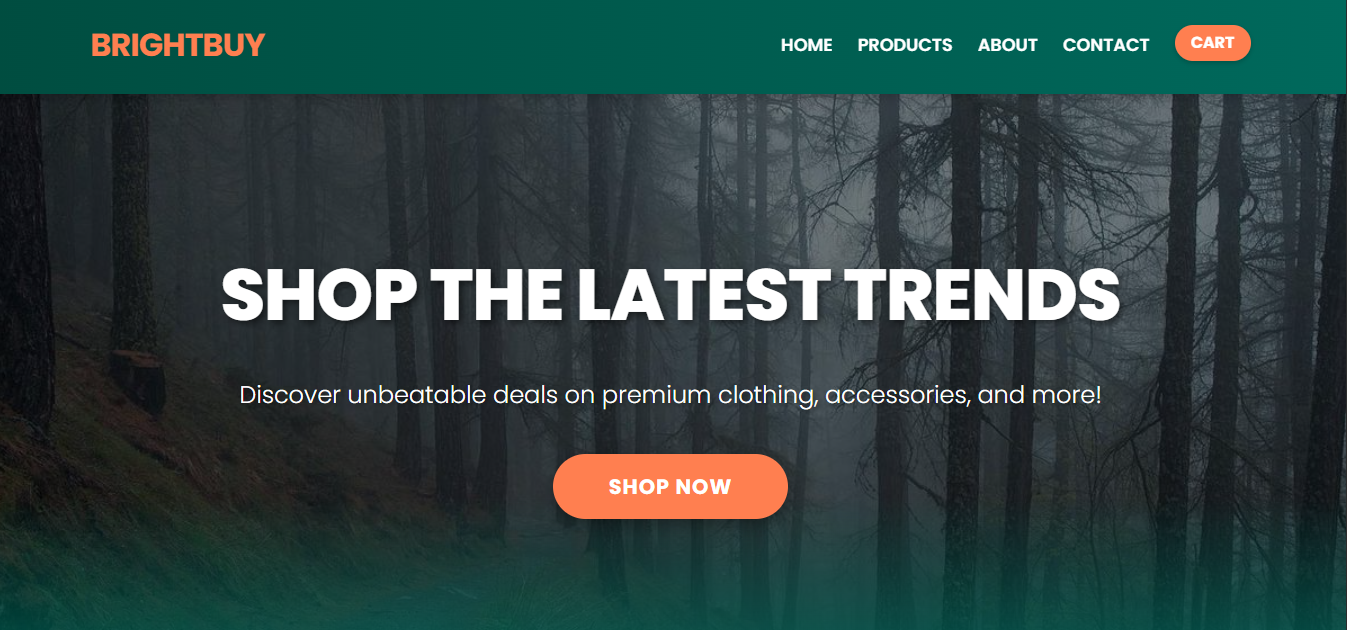 BRIGHTBUY
HOME PRODUCTS ABOUT CONTACT CART
SHOP THE LATEST TRENDS
Discover unbeatable deals on premium clothing, accessories, and more!
SHOP NOW